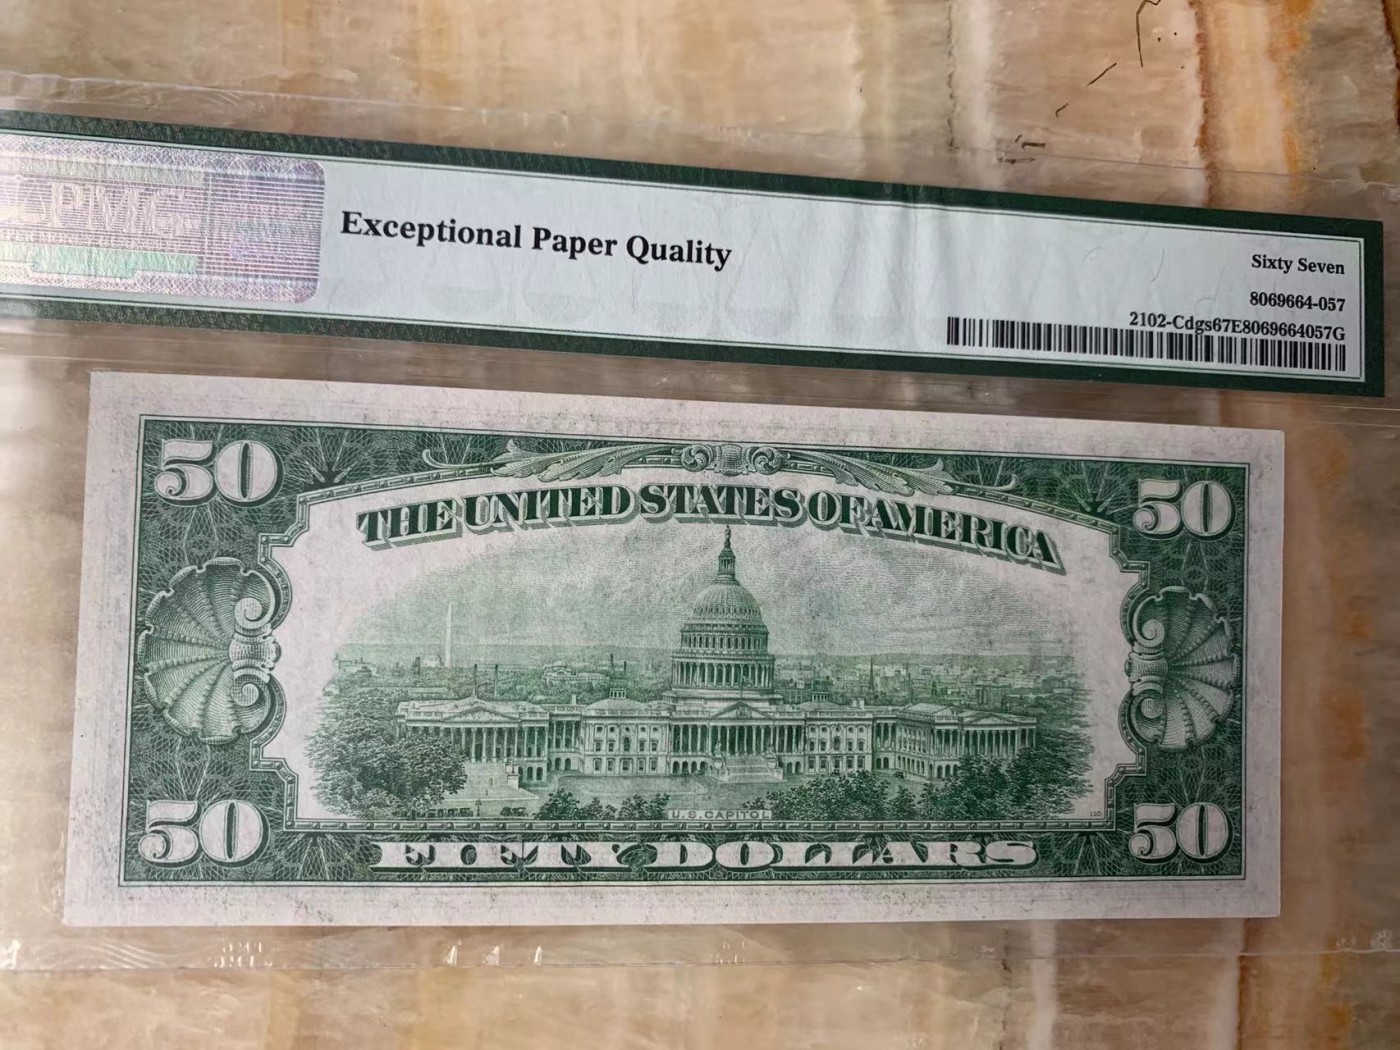 PMG
Exceptional Paper Quality
Sixty Seven
8069664-057
2102-Cdgs67E8069664057G
50
50
THE UNITED STATES OF AMERICA
U.S. CAPITOL
50
50
FIFTY DOLLARS